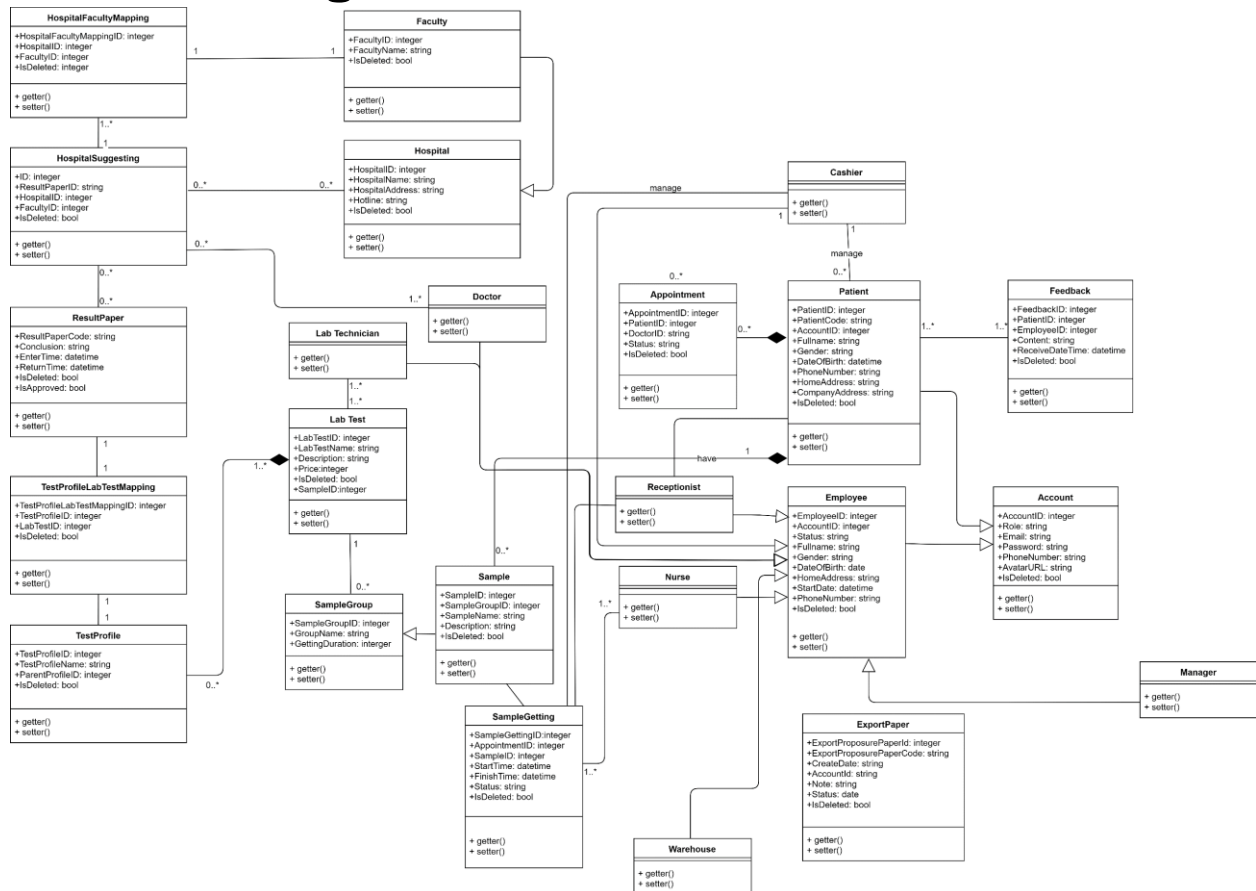 HospitalFacultyMapping
+HospitalFacultyMappingID: integer
+HospitalID: integer
+FacultyID: integer
+IsDeleted: integer
+ getter()
+ setter()
1
1
Faculty
+FacultyID: integer
+FacultyName: string
+IsDeleted: bool
+ getter()
+ setter()
1..*
1
HospitalSuggesting
+ID: integer
+ResultPaperID: string
+HospitalID: integer
+FacultyID: integer
+IsDeleted: bool
+ getter()
+ setter()
0..*
0..*
Hospital
+HospitalID: integer
+HospitalName: string
+HospitalAddress: string
+Hotline: string
+IsDeleted: bool
+ getter()
+ setter()
manage
Cashier
+ getter()
+ setter()
1
1
manage
0..*
0..*
1..*
Doctor
+ getter()
+ setter()
0..*
0..*
ResultPaper
+ResultPaperCode: string
+Conclusion: string
+EnterTime: datetime
+ReturnTime: datetime
+IsDeleted: bool
+IsApproved: bool
+ getter()
+ setter()
Lab Technician
+ getter()
+ setter()
0..*
Appointment
+AppointmentID: integer
+PatientID: integer
+DoctorID: string
+Status: string
+IsDeleted: bool
+ getter()
+ setter()
0..*
Patient
+PatientID: integer
+PatientCode: string
+AccountID: integer
+Fullname: string
+Gender: string
+DateOfBirth: datetime
+PhoneNumber: string
+HomeAddress: string
+CompanyAddress: string
+IsDeleted: bool
+ getter()
+ setter()
1..*
1..*
Feedback
+FeedbackID: integer
+PatientID: integer
+EmployeeID: integer
+Content: string
+ReceiveDateTime: datetime
+IsDeleted: bool
+ getter()
+ setter()
1..*
1..*
Lab Test
+LabTestID: integer
+LabTestName: string
+Description: string
+Price:integer
+IsDeleted: bool
+SampleID:integer
+ getter()
+ setter()
1..*
1
have
1
1
TestProfileLabTestMapping
+TestProfileLabTestMappingID: integer
+TestProfileID: integer
+LabTestID: integer
+IsDeleted: bool
+ getter()
+ setter()
Receptionist
+ getter()
+ setter()
Employee
+EmployeeID: integer
+AccountID: integer
+Status: string
+Fullname: string
+Gender: string
+DateOfBirth: date
+HomeAddress: string
+StartDate: datetime
+PhoneNumber: string
+IsDeleted: bool
+ getter()
+ setter()
Account
+AccountID: integer
+Role: string
+Email: string
+Password: string
+PhoneNumber: string
+AvatarURL: string
+IsDeleted: bool
+ getter()
+ setter()
1
0..*
0..*
SampleGroup
+SampleGroupID: integer
+GroupName: string
+GettingDuration: interger
+ getter()
+ setter()
Sample
+SampleID: integer
+SampleGroupID: integer
+SampleName: string
+Description: string
+IsDeleted: bool
+ getter()
+ setter()
1..*
Nurse
+ getter()
+ setter()
1
1
TestProfile
+TestProfileID: integer
+TestProfileName: string
+ParentProfileID: integer
+IsDeleted: bool
+ getter()
+ setter()
0..*
SampleGetting
+SampleGettingID:integer
+AppointmentID: integer
+SampleID: integer
+StartTime: datetime
+FinishTime: datetime
+Status: string
+IsDeleted: bool
+ getter()
+ setter()
1..*
Manager
+ getter()
+ setter()
ExportPaper
+ExportProposurePaperId: integer
+ExportProposurePaperCode: string
+CreateDate: string
+AccountId: string
+Note: string
+Status: date
+IsDeleted: bool
+ getter()
+ setter()
Warehouse
+ getter()
+ setter()